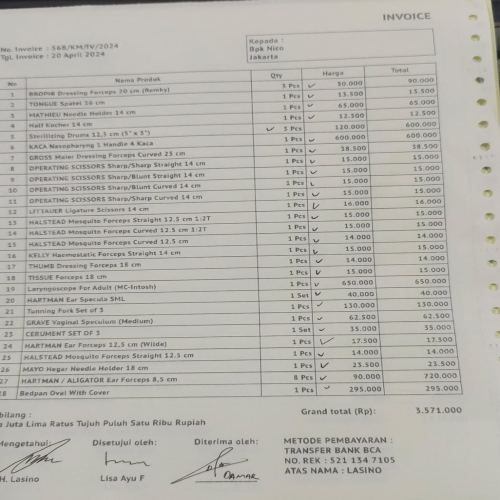 INVOICE
No. Invoice : 568/KM/IV/2024
Tgl. Invoice : 20 April 2024
Kepada :
Bpk Nico
Jakarta
No Nama Produk Qty Harga Total
1 Dressing Forceps 20 cm 3 Pcs 30.000 90.000
2 TONGUE Spatel 16 cm 1 Pcs 13.500 13.500
3 MATHIEU Needle Holder 14 cm 1 Pcs 65.000 65.000
4 Half Kocher 14 cm 1 Pcs 12.500 12.500
5 Sterilizing Drums 12,5 cm (5" x 5") 5 Pcs 120.000 600.000
6 KACA Nasopharyng 1 Handle 4 Kaca 1 Pcs 600.000 600.000
7 GROSS Maier Dressing Forceps Curved 25 cm 1 Pcs 18.500 18.500
8 OPERATING SCISSORS Sharp/Sharp Straight 14 cm 1 Pcs 15.000 15.000
9 OPERATING SCISSORS Sharp/Blunt Straight 14 cm 1 Pcs 15.000 15.000
10 OPERATING SCISSORS Sharp/Blunt Curved 14 cm 1 Pcs 15.000 15.000
11 OPERATING SCISSORS Sharp/Sharp Curved 14 cm 1 Pcs 15.000 15.000
12 LITTAUER Ligature Scissors 14 cm 1 Pcs 16.000 16.000
13 HALSTEAD Mosquito Forceps Straight 12.5 cm 1:2T 1 Pcs 15.000 15.000
14 HALSTEAD Mosquito Forceps Curved 12.5 cm 1:2T 1 Pcs 15.000 15.000
15 HALSTEAD Mosquito Forceps Curved 12.5 cm 1 Pcs 14.000 14.000
16 KELLY Haemostatic Forceps Straight 14 cm 1 Pcs 15.000 15.000
17 THUMB Dressing Forceps 18 cm 1 Pcs 14.000 14.000
18 TISSUE Forceps 18 cm 1 Pcs 15.000 15.000
19 Laryngoscope For Adult (MC-Intosh) 1 Pcs 650.000 650.000
20 HARTMAN Ear Specula SML 1 Set 40.000 40.000
21 Tunning Fork Set of 3 1 Pcs 130.000 130.000
22 GRAVE Vaginal Speculum (Medium) 1 Pcs 62.500 62.500
23 CERUMENT SET OF 3 1 Set 35.000 35.000
24 HARTMAN Ear Forceps 12,5 cm (Wilde) 1 Pcs 17.500 17.500
25 HALSTEAD Mosquito Forceps Straight 12.5 cm 1 Pcs 14.000 14.000
26 MAYO Hegar Needle Holder 18 cm 1 Pcs 23.500 23.500
27 HARTMAN / ALIGATOR Ear Forceps 8,5 cm 8 Pcs 90.000 720.000
28 Bedpan Oval With Cover 1 Pcs 295.000 295.000
bilang :
Grand total (Rp): 3.571.000
a Juta Lima Ratus Tujuh Puluh Satu Ribu Rupiah
Mengetahui: Disetujui oleh: Diterima oleh:
H. Lasino Lisa Ayu F DAMAR
METODE PEMBAYARAN :
TRANSFER BANK BCA
NO. REK : 521 134 7105
ATAS NAMA : LASINO